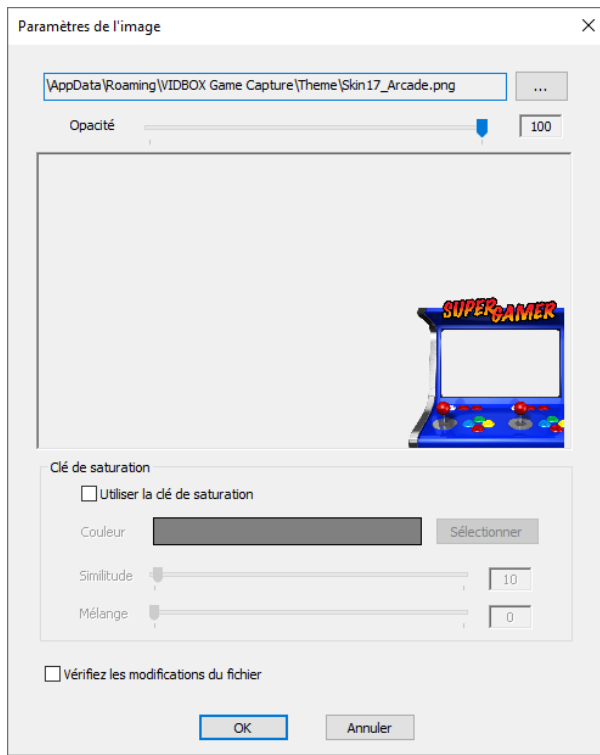 Paramètres de l'image
\AppData\Roaming\VIDBOX Game Capture\Theme\Skin17_Arcade.png
...
Opacité
100
SUPER GAMER
Clé de saturation
Utiliser la clé de saturation
Couleur
Sélectionner
Similitude
10
Mélange
0
Vérifiez les modifications du fichier
OK
Annuler